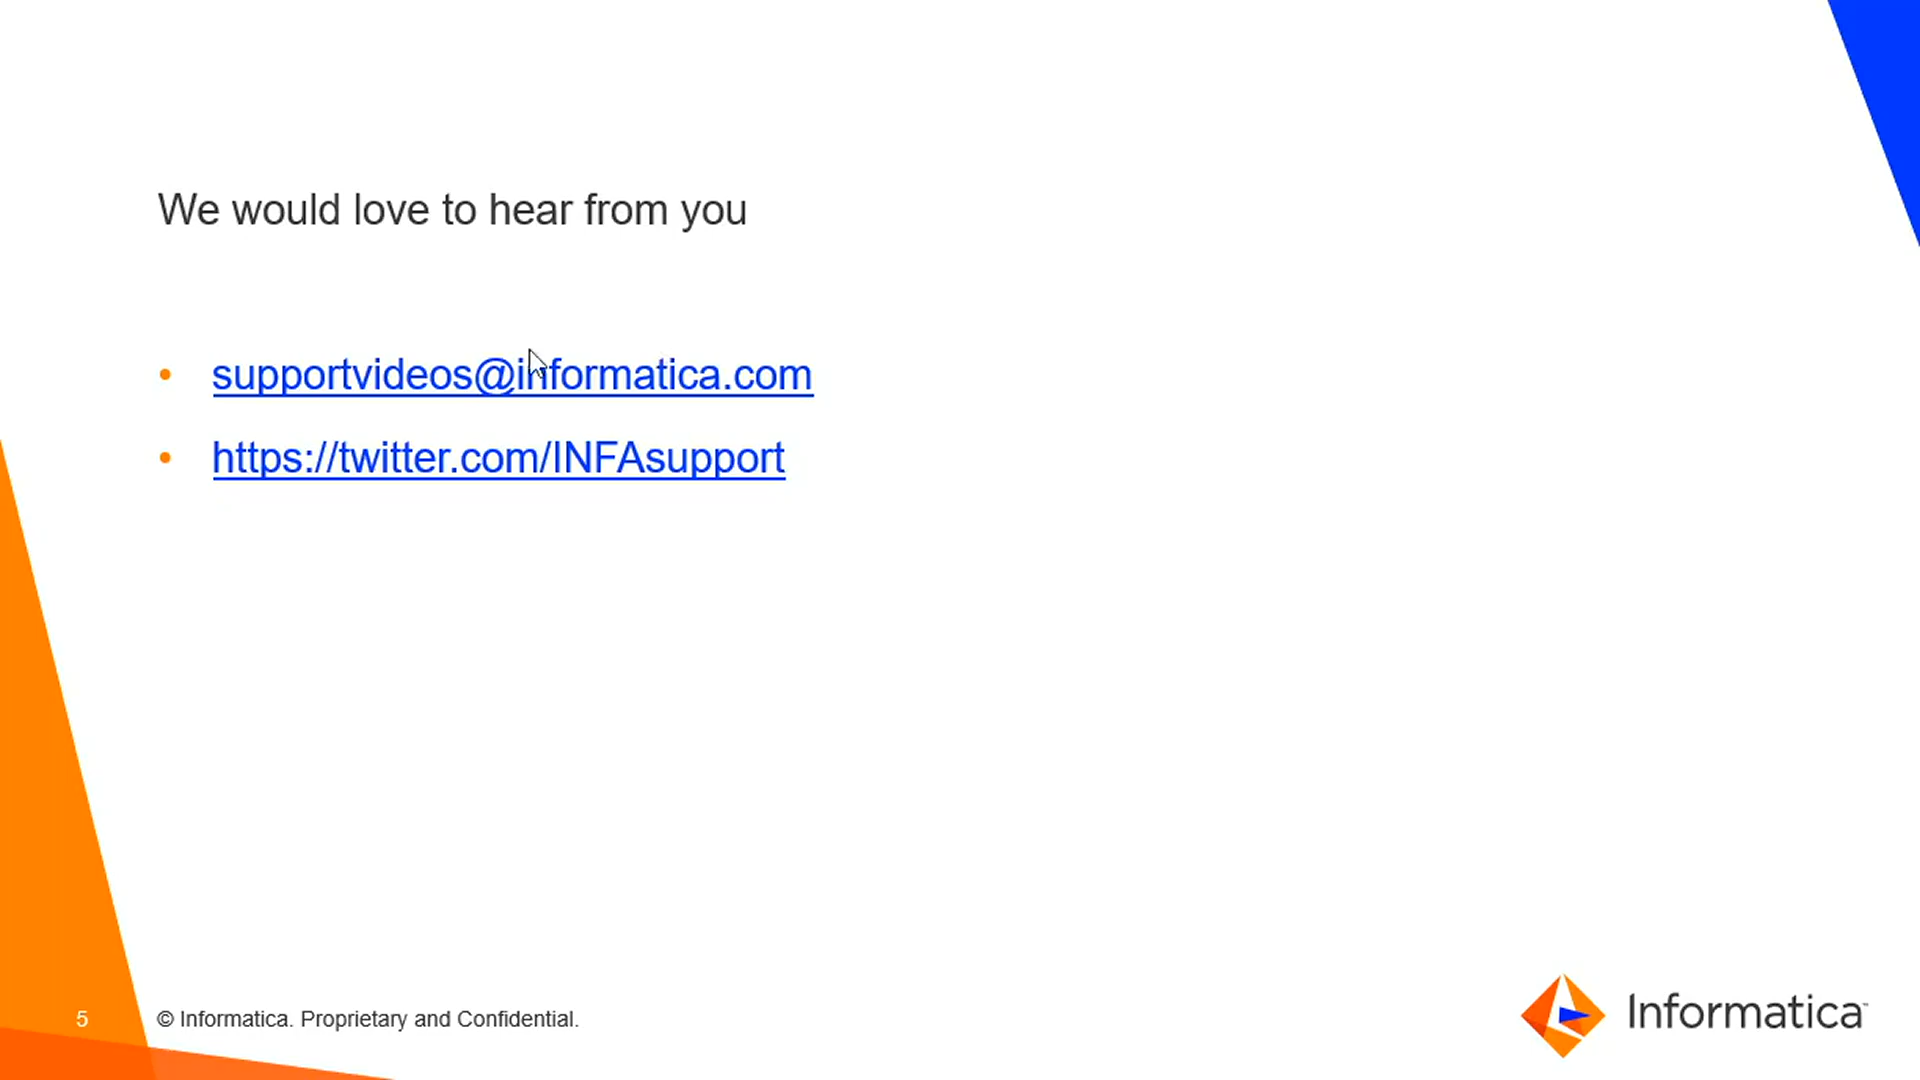 We would love to hear from you
• supportvideos@informatica.com
• https://twitter.com/INFAsupport
5
© Informatica. Proprietary and Confidential.
Informatica™